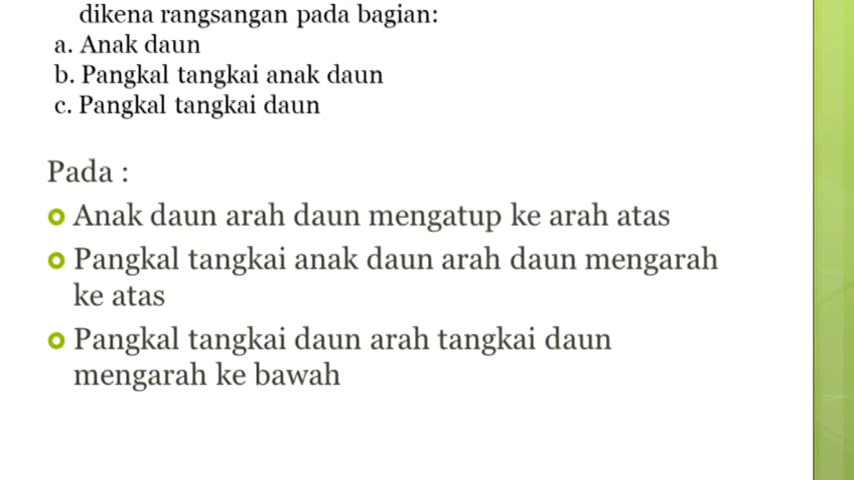 dikena rangsangan pada bagian:
a. Anak daun
b. Pangkal tangkai anak daun
c. Pangkal tangkai daun
Pada :
Anak daun arah daun mengatup ke arah atas
Pangkal tangkai anak daun arah daun mengarah
ke atas
Pangkal tangkai daun arah tangkai daun
mengarah ke bawah